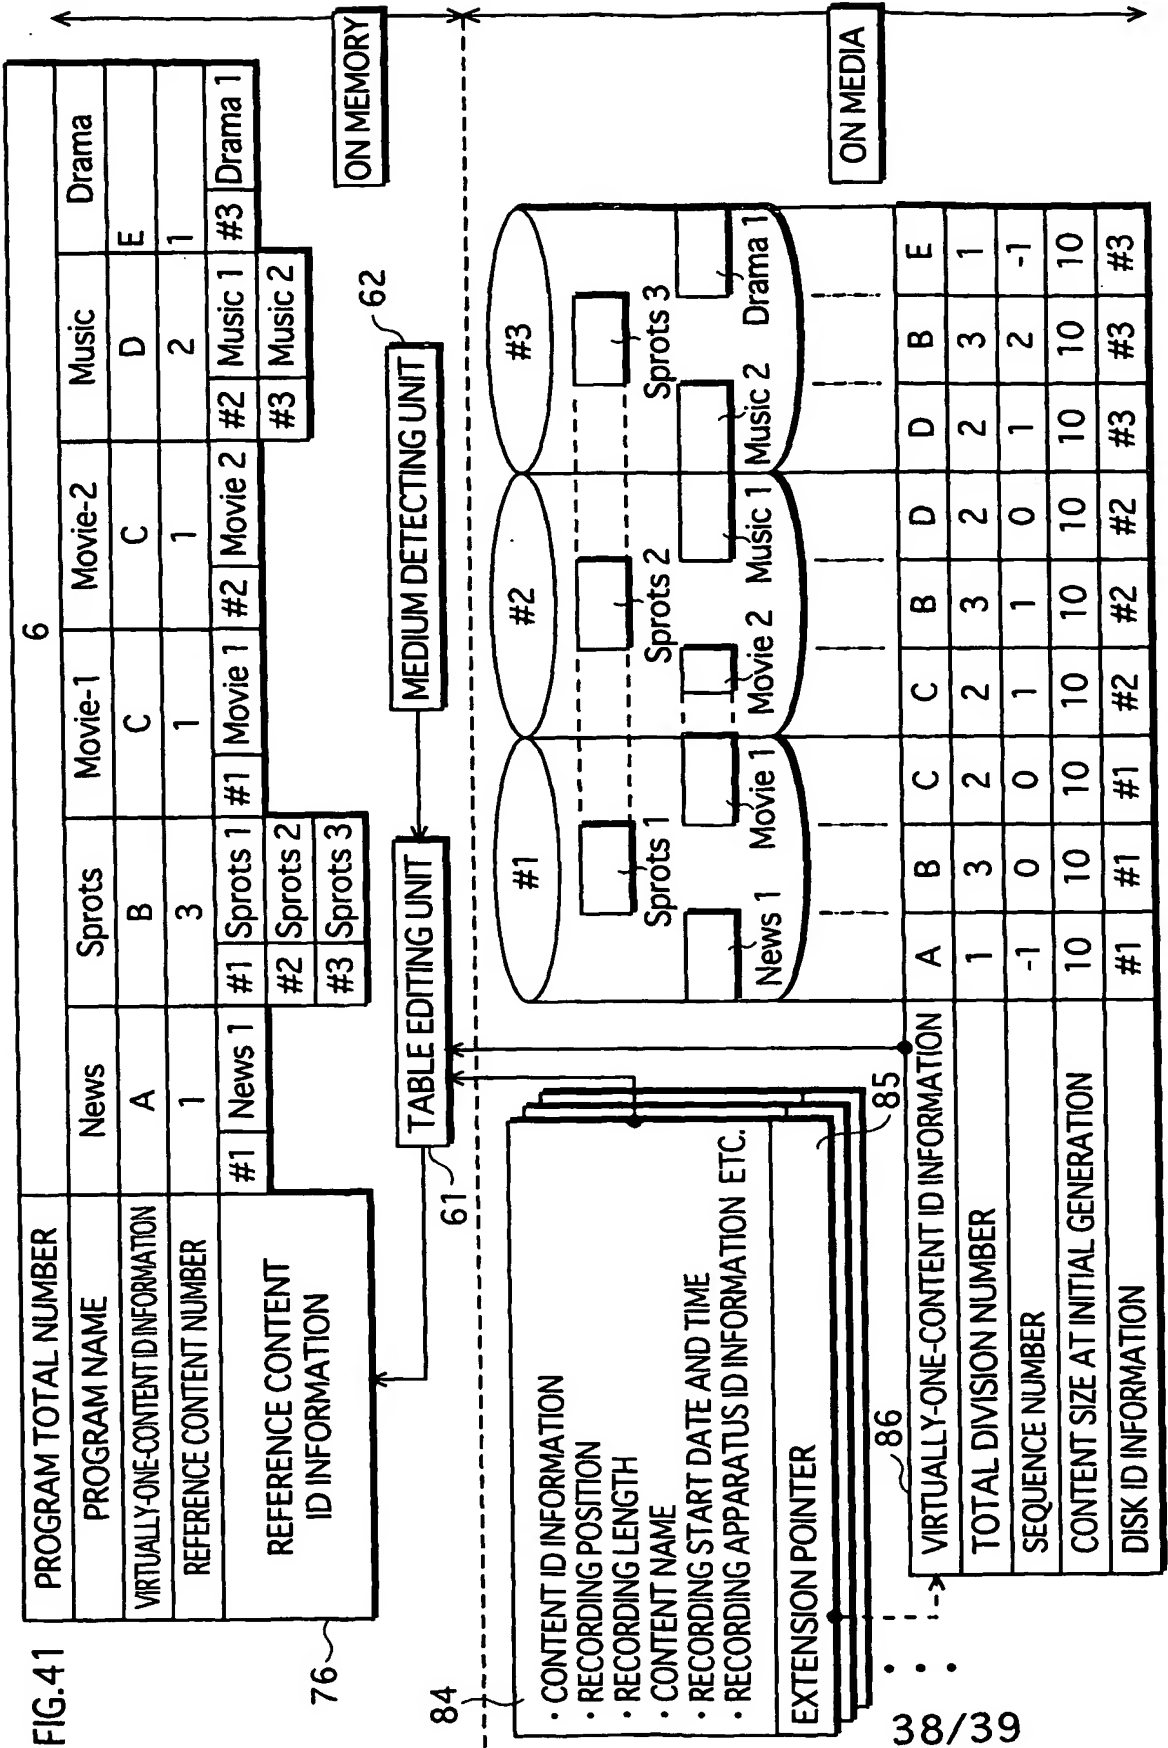 FIG.41
PROGRAM TOTAL NUMBER 6
PROGRAM NAME News Sprots Movie-1 Movie-2 Music Drama
VIRTUALLY-ONE-CONTENT ID INFORMATION A B C C D E
REFERENCE CONTENT NUMBER 1 3 1 1 2 1
REFERENCE CONTENT
ID INFORMATION
#1 News 1 #1 Sprots 1 #1 Movie 1 #2 Movie 2 #2 Music 1 #3 Drama 1
#2 Sprots 2 #3 Music 2
#3 Sprots 3
76
ON MEMORY
62
MEDIUM DETECTING UNIT
TABLE EDITING UNIT
61
ON MEDIA
84
· CONTENT ID INFORMATION
· RECORDING POSITION
· RECORDING LENGTH
· CONTENT NAME
· RECORDING START DATE AND TIME
· RECORDING APPARATUS ID INFORMATION ETC.
EXTENSION POINTER
85
#1 #2 #3
Sprots 1 Sprots 2 Sprots 3
News 1 Movie 1 Movie 2 Music 1 Music 2 Drama 1
86
VIRTUALLY-ONE-CONTENT ID INFORMATION A B C C B D D B E
TOTAL DIVISION NUMBER 1 3 2 2 3 2 2 3 1
SEQUENCE NUMBER -1 0 0 1 1 0 1 2 -1
CONTENT SIZE AT INITIAL GENERATION 10 10 10 10 10 10 10 10 10
DISK ID INFORMATION #1 #1 #1 #2 #2 #2 #3 #3 #3
38/39